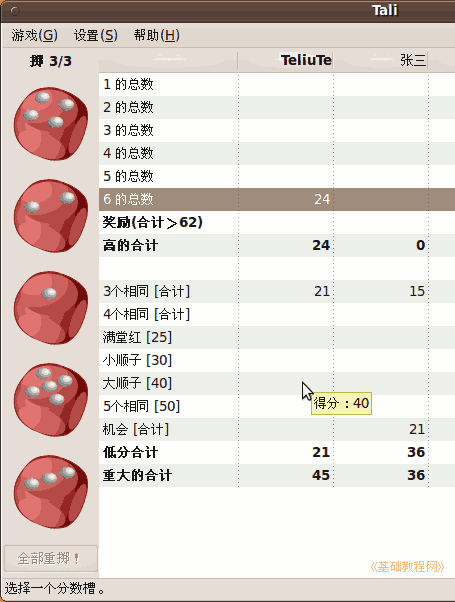 Tali
游戏(G) 设置(S) 帮助(H)
掷 3/3 TeliuTe 张三
1 的总数
2 的总数
3 的总数
4 的总数
5 的总数
6 的总数 24
奖励(合计＞62)
高的合计 24 0
3个相同 [合计] 21 15
4个相同 [合计]
满堂红 [25]
小顺子 [30]
大顺子 [40]
得分：40
5个相同 [50]
机会 [合计] 21
低分合计 21 36
重大的合计 45 36
全部重掷！
《基础教程网》
选择一个分数槽。